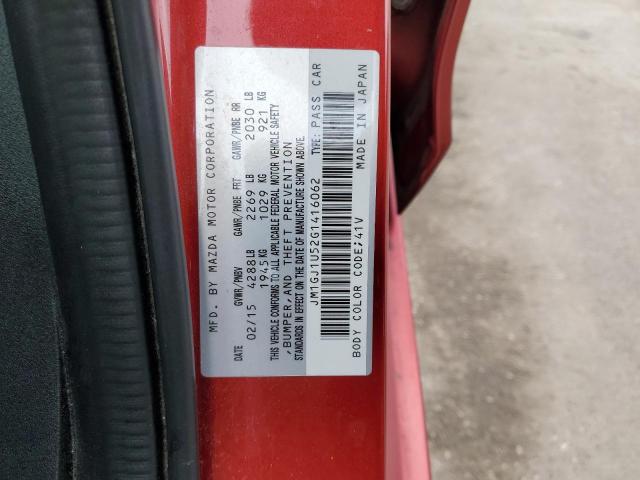 MFD. BY MAZDA MOTOR CORPORATION
DATE GVWR/PNBV GAWR/PNBE FRT GAWR/PNBE RR
02/15 4288LB 2269 LB 2030 LB
1945KG 1029 KG 921 KG
THIS VEHICLE CONFORMS TO ALL APPLICABLE FEDERAL MOTOR VEHICLE SAFETY
,BUMPER,AND THEFT PREVENTION
STANDARDS IN EFFECT ON THE DATE OF MANUFACTURE SHOWN ABOVE.
JM1GJ1U52G1416062 TYPE: PASS CAR
BODY COLOR CODE;41V MADE IN JAPAN